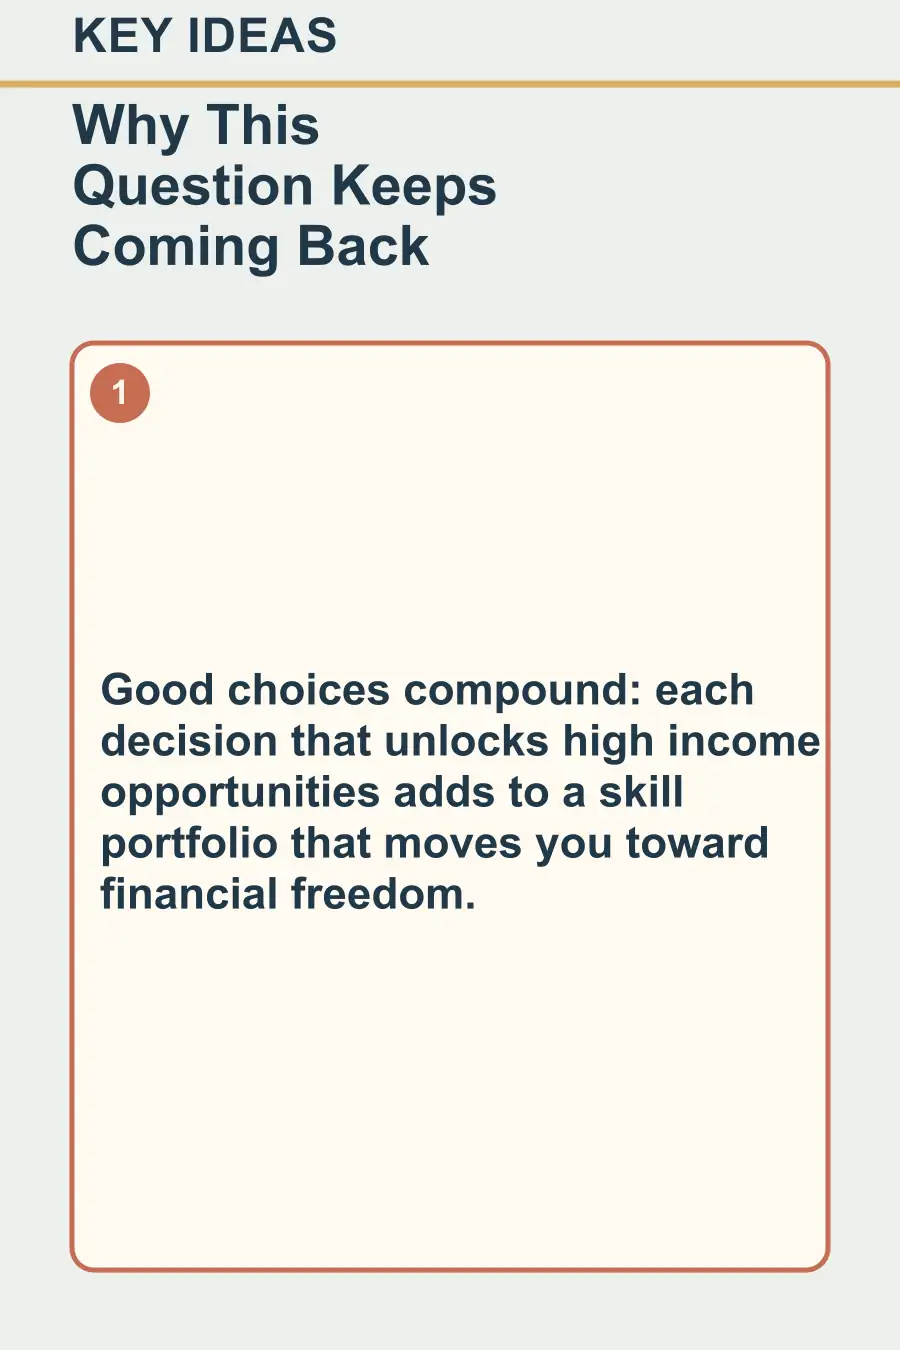 KEY IDEAS
Why This
Question Keeps
Coming Back
1
Good choices compound: each
decision that unlocks high income
opportunities adds to a skill
portfolio that moves you toward
financial freedom.